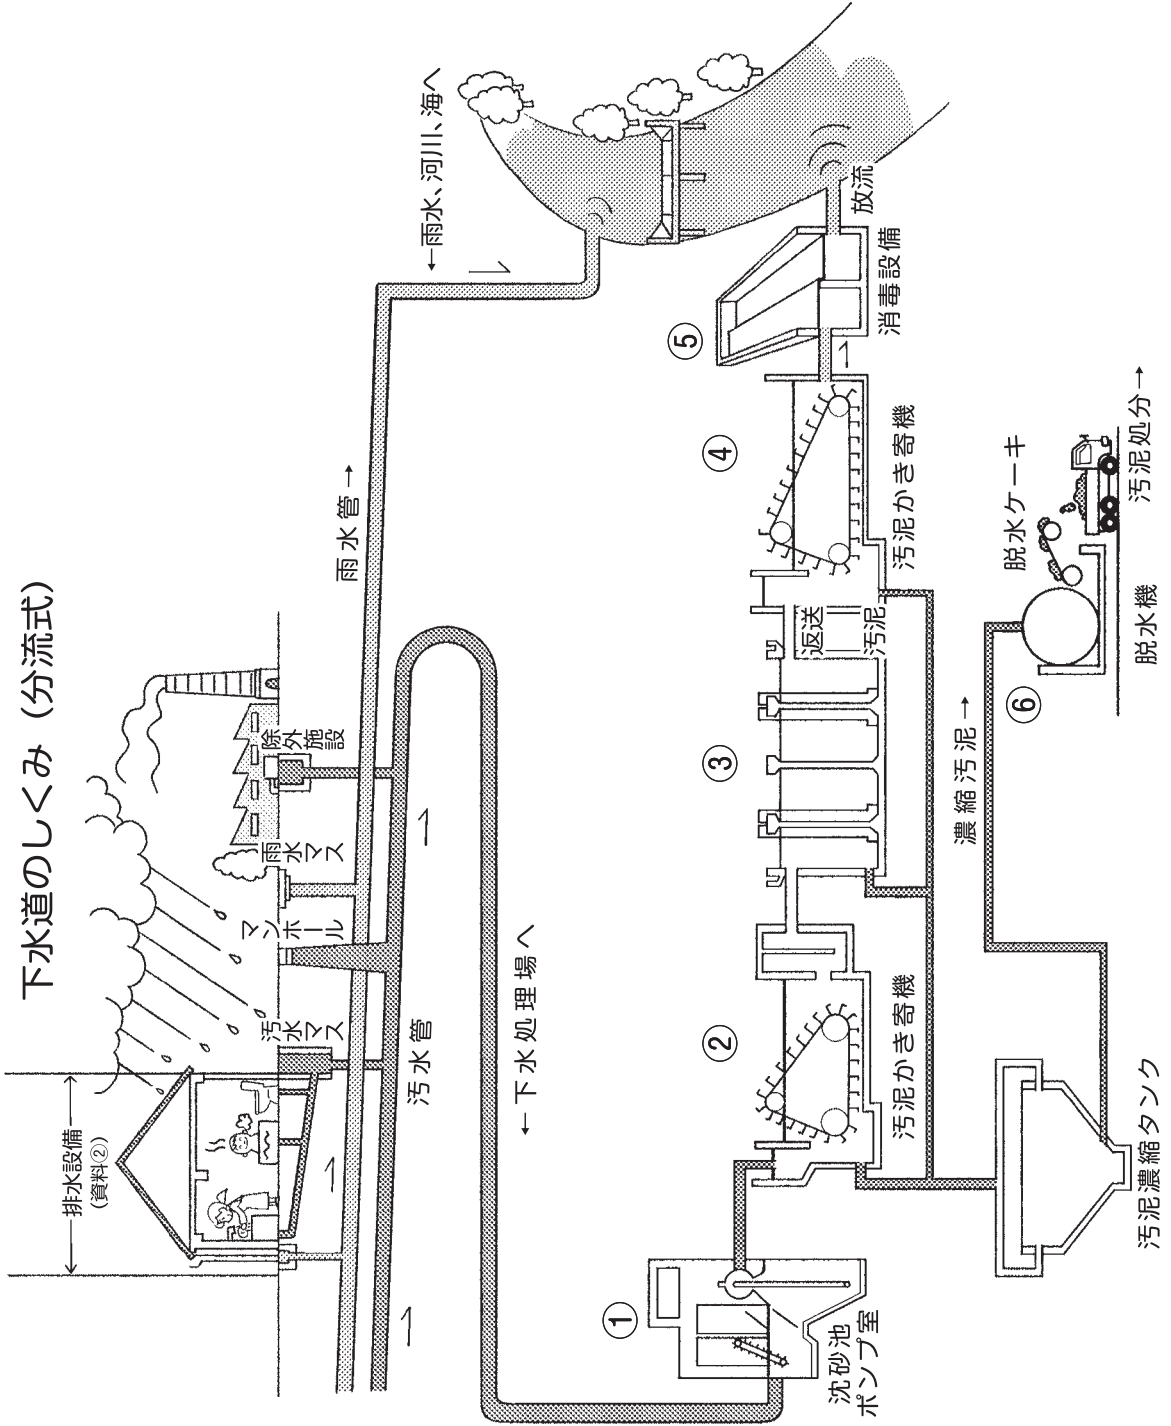 下水道のしくみ（分流式）
排水設備
（資料②）
汚水マス
マンホール
雨水マス
除外施設
汚水管
雨水管→
←雨水、河川、海へ
←下水処理場へ
①
沈砂池
ポンプ室
②
汚泥かき寄機
③
返送
汚泥
④
汚泥かき寄機
⑤
消毒設備
放流
汚泥濃縮タンク
濃縮汚泥→
⑥
脱水機
脱水ケーキ
汚泥処分→